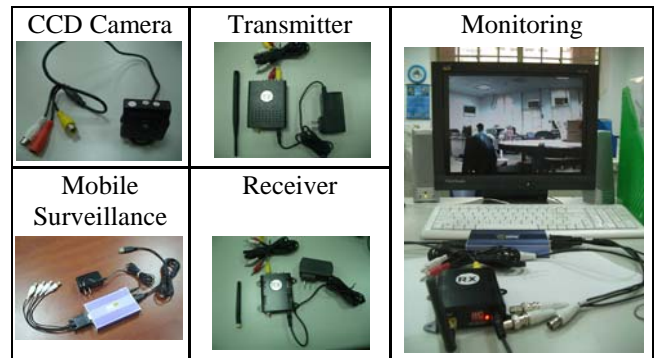 CCD Camera
Transmitter
Monitoring
Mobile
Surveillance
Receiver
RX